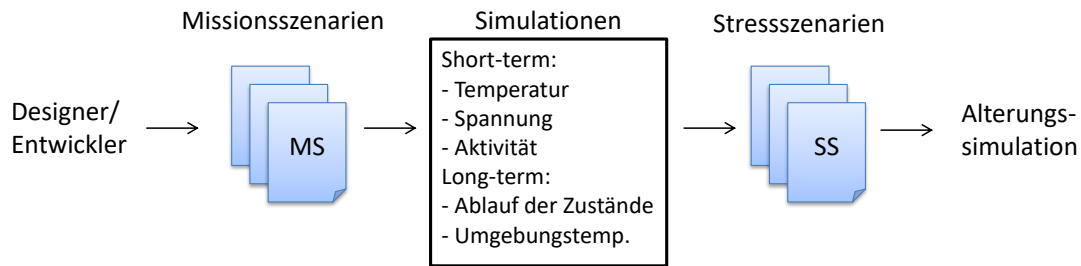 Missionsszenarien
Simulationen
Stressszenarien
Designer/
Entwickler
MS
Short-term:
- Temperatur
- Spannung
- Aktivität
Long-term:
- Ablauf der Zustände
- Umgebungstemp.
SS
Alterungs-
simulation